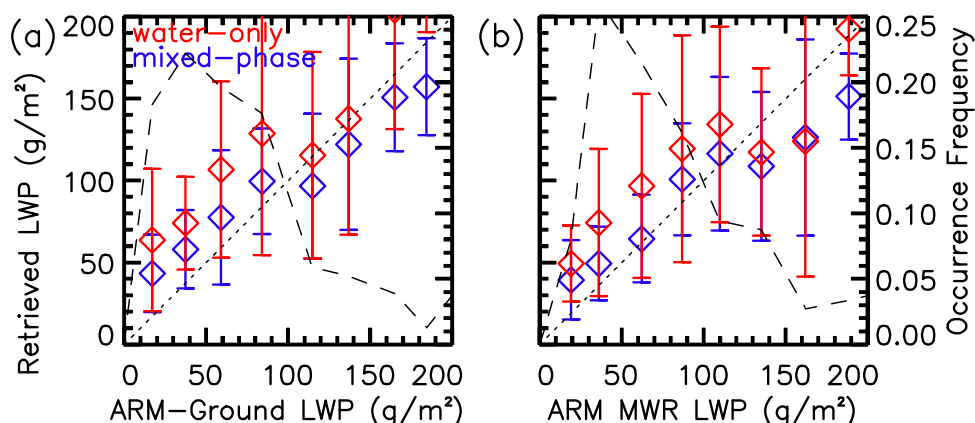 (a)
water-only
mixed-phase
Retrieved LWP (g/m²)
200
150
100
50
0
0 50 100 150 200
ARM-Ground LWP (g/m²)
(b)
0 50 100 150 200
ARM MWR LWP (g/m²)
0.25
0.20
0.15
0.10
0.05
0.00
Occurrence Frequency